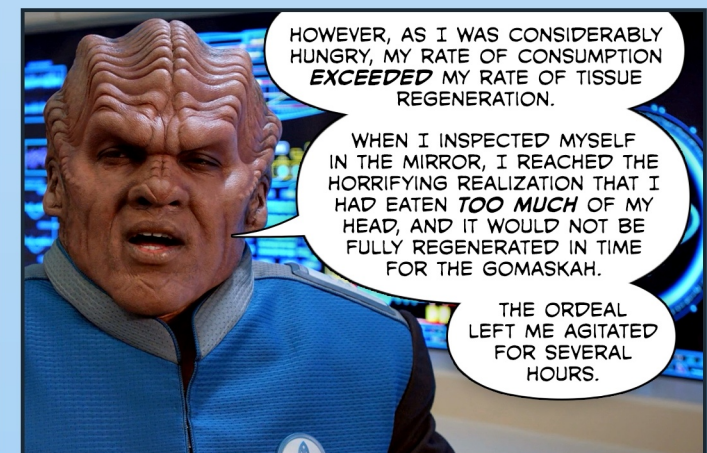 HOWEVER, AS I WAS CONSIDERABLY
HUNGRY, MY RATE OF CONSUMPTION
EXCEEDED MY RATE OF TISSUE
REGENERATION.
WHEN I INSPECTED MYSELF
IN THE MIRROR, I REACHED THE
HORRIFYING REALIZATION THAT I
HAD EATEN TOO MUCH OF MY
HEAD, AND IT WOULD NOT BE
FULLY REGENERATED IN TIME
FOR THE GOMASKAH.
THE ORDEAL
LEFT ME AGITATED
FOR SEVERAL
HOURS.